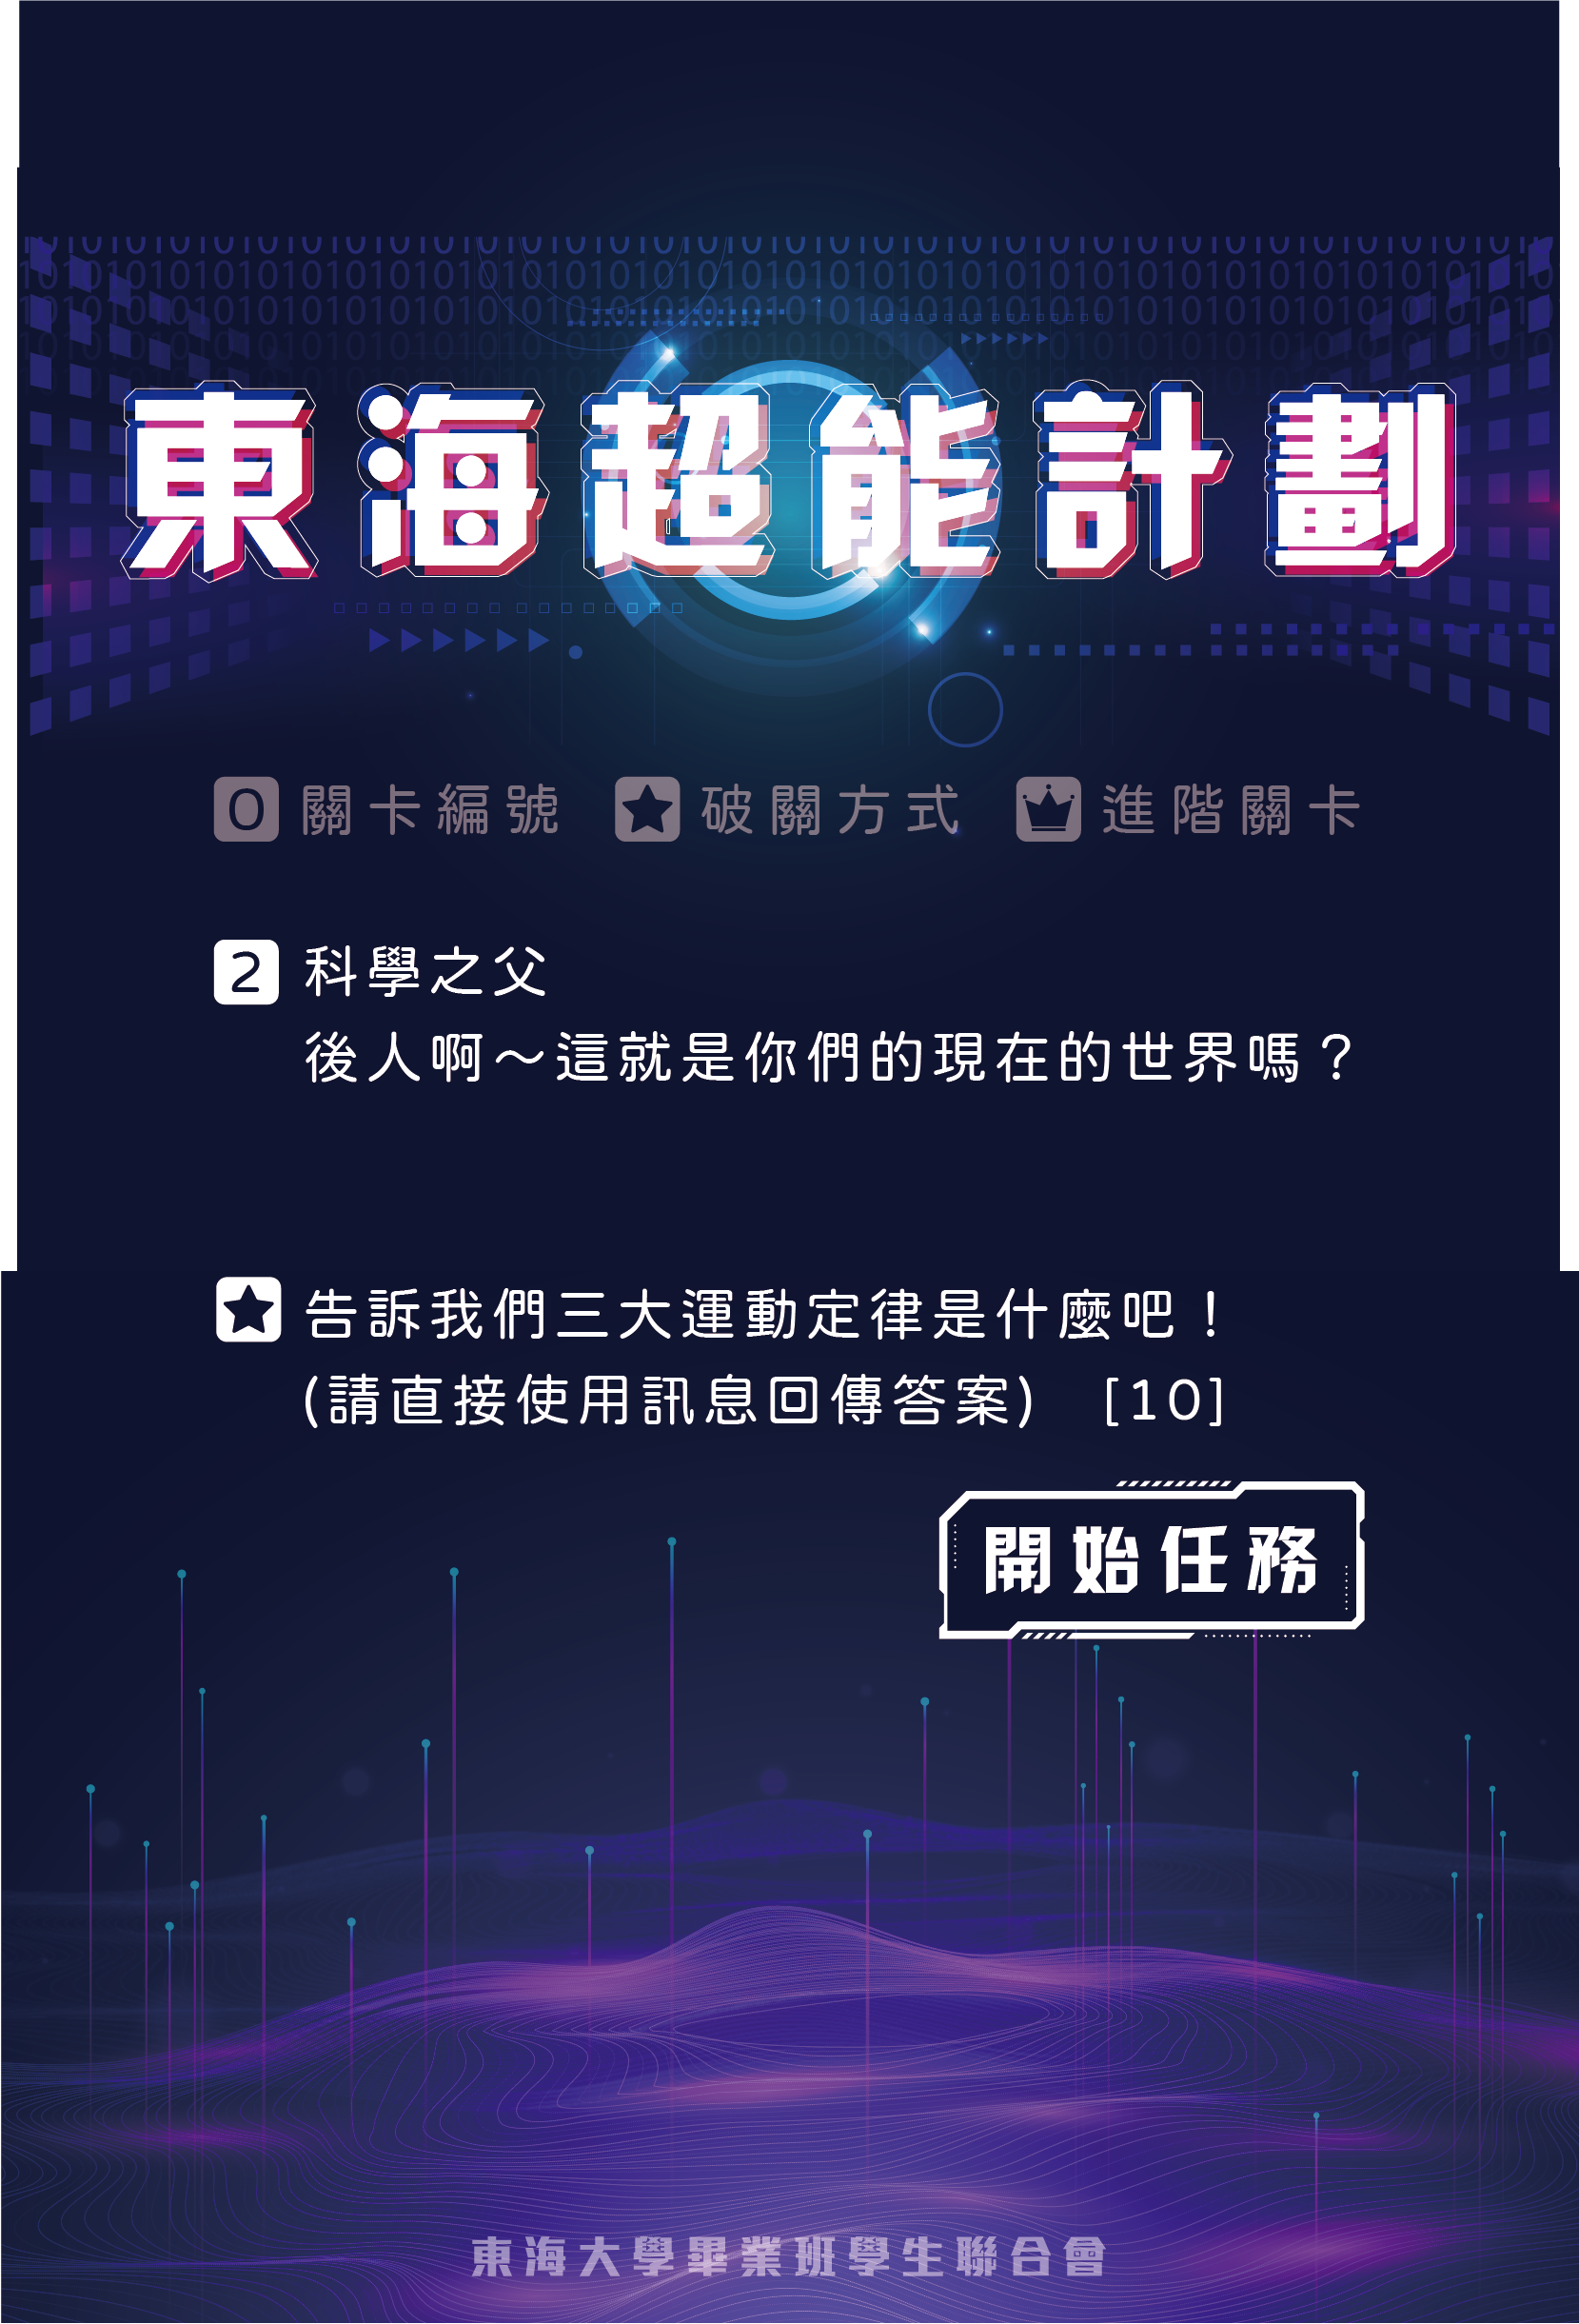 東海超能計劃
0 關卡編號 破關方式 進階關卡
2 科學之父
後人啊～這就是你們的現在的世界嗎？
告訴我們三大運動定律是什麼吧！
(請直接使用訊息回傳答案) [10]
開始任務
東海大學畢業班學生聯合會